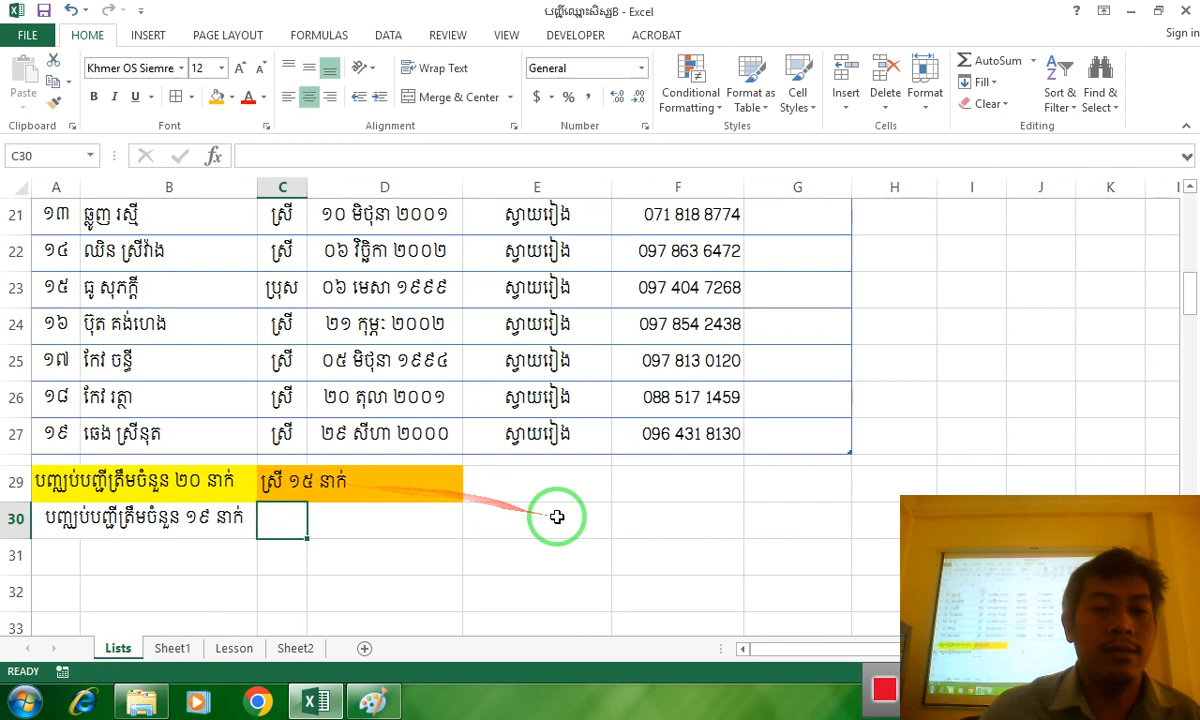 បញ្ជីឈ្មោះសិស្សB - Excel
Sign in
FILE HOME INSERT PAGE LAYOUT FORMULAS DATA REVIEW VIEW DEVELOPER ACROBAT
Paste
Khmer OS Siemre 12
B I U
Wrap Text
Merge & Center
General
$ %
Conditional Formatting
Format as Table
Cell Styles
Insert Delete Format
AutoSum
Fill
Clear
Sort & Filter
Find & Select
Clipboard Font Alignment Number Styles Cells Editing
C30 fx
A B C D E F G H I J K
21 ១៣ ឆ្លូញ រស្មី ស្រី ១០ មិថុនា ២០០១ ស្វាយរៀង 071 818 8774
22 ១៤ ឈិន ស្រីវ៉ាង ស្រី ០៦ វិច្ឆិកា ២០០២ ស្វាយរៀង 097 863 6472
23 ១៥ ធូ សុភក្ដី ប្រុស ០៦ មេសា ១៩៩៩ ស្វាយរៀង 097 404 7268
24 ១៦ ប៊ុត គង់ហេង ស្រី ២១ កុម្ភៈ ២០០២ ស្វាយរៀង 097 854 2438
25 ១៧ កែវ ចន្ធី ស្រី ០៥ មិថុនា ១៩៩៤ ស្វាយរៀង 097 813 0120
26 ១៨ កែវ រត្ថា ស្រី ២០ តុលា ២០០១ ស្វាយរៀង 088 517 1459
27 ១៩ ឆេង ស្រីនុត ស្រី ២៩ សីហា ២០០០ ស្វាយរៀង 096 431 8130
29 បញ្ឈប់បញ្ជីត្រឹមចំនួន ២០ នាក់ ស្រី ១៥ នាក់
30 បញ្ឈប់បញ្ជីត្រឹមចំនួន ១៩ នាក់
31
32
33
Lists Sheet1 Lesson Sheet2
READY